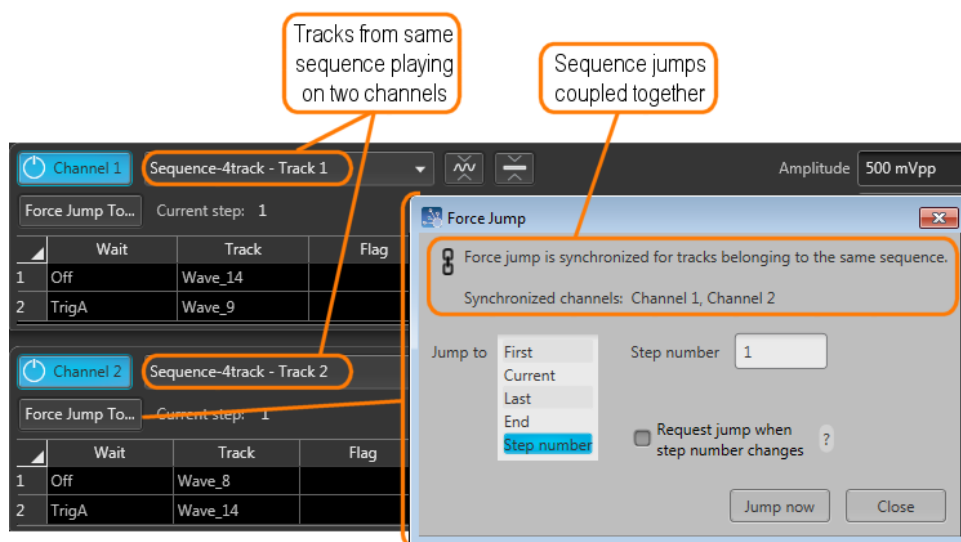 Tracks from same
sequence playing
on two channels
Sequence jumps
coupled together
Channel 1 Sequence-4track - Track 1 Amplitude 500 mVpp
Force Jump To... Current step: 1
Wait Track Flag
1 Off Wave_14
2 TrigA Wave_9
Channel 2 Sequence-4track - Track 2
Force Jump To... Current step: 1
Wait Track Flag
1 Off Wave_8
2 TrigA Wave_14
Force Jump
Force jump is synchronized for tracks belonging to the same sequence.
Synchronized channels: Channel 1, Channel 2
Jump to
First
Current
Last
End
Step number
Step number 1
Request jump when
step number changes ?
Jump now Close